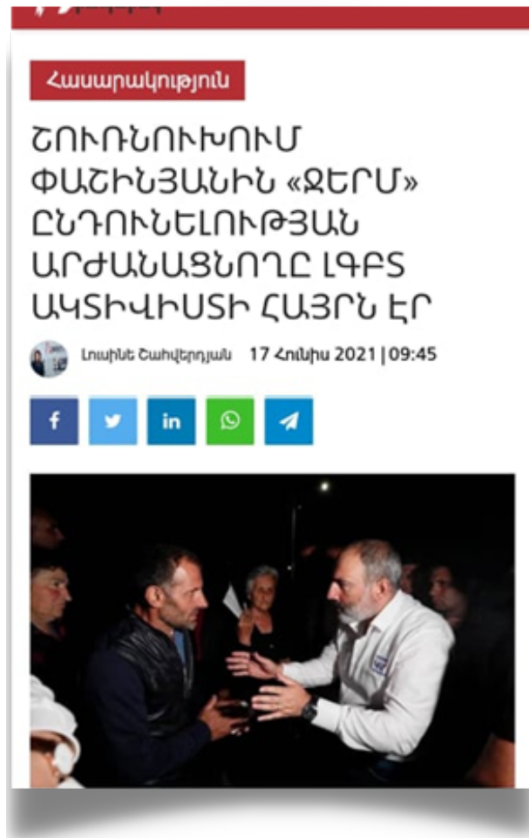 Հասարակություն
ՇՈՒՌՆՈՒԽՈՒՄ
ՓԱՇԻՆՅԱՆԻՆ «ՋԵՐՄ»
ԸՆԴՈՒՆԵԼՈՒԹՅԱՆ
ԱՐԺԱՆԱՑՆՈՂԸ ԼԳԲՏ
ԱԿՏԻՎԻՍՏԻ ՀԱՅՐՆ ԷՐ
Լուսինե Շահվերդյան 17 Հունիս 2021 | 09:45